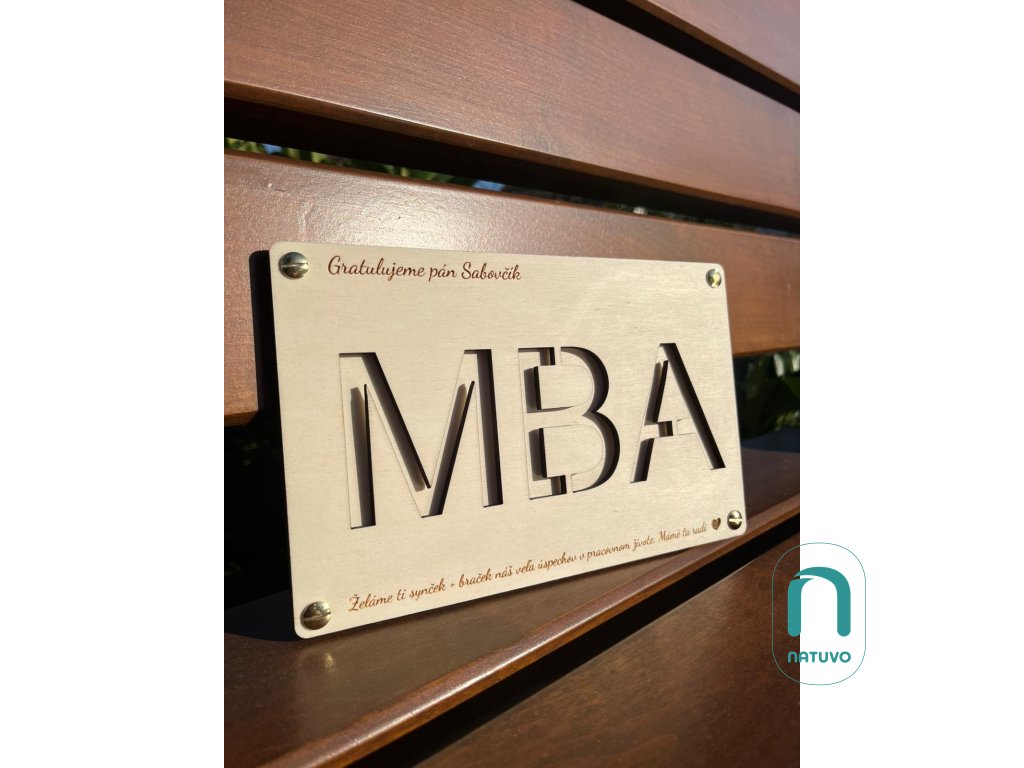 Gratulujeme pán Sabovčík
MBA
Želáme ti synček + braček náš veľa úspechov v pracovnom živote. Máme ťa radi
NATUVO